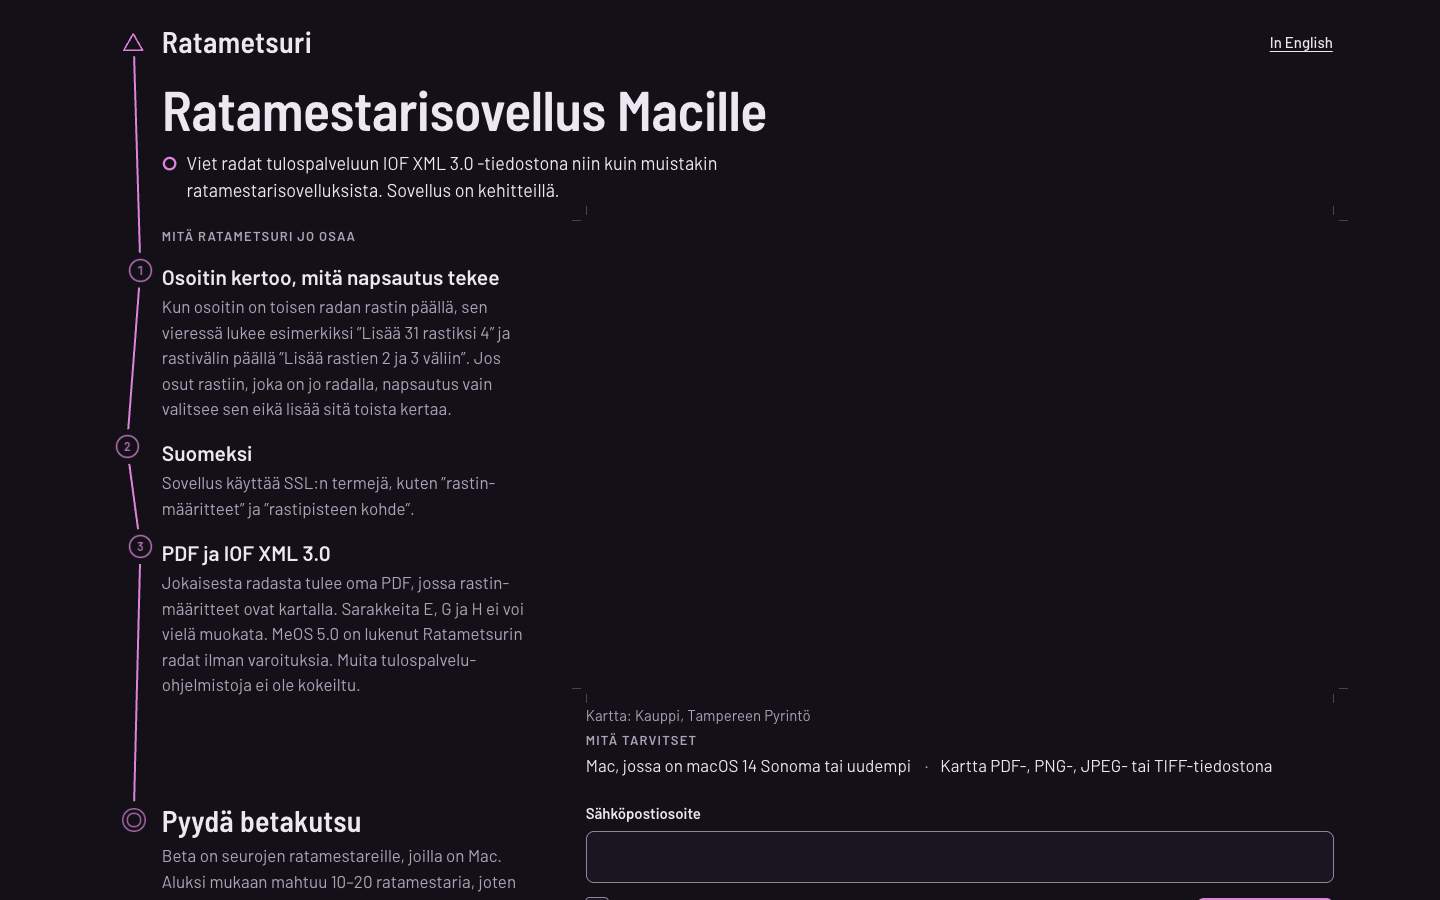 Ratametsuri
In English
Ratamestarisovellus Macille
Viet radat tulospalveluun IOF XML 3.0 -tiedostona niin kuin muistakin
ratamestarisovelluksista. Sovellus on kehitteillä.
MITÄ RATAMETSURI JO OSAA
1
Osoitin kertoo, mitä napsautus tekee
Kun osoitin on toisen radan rastin päällä, sen
vieressä lukee esimerkiksi ”Lisää 31 rastiksi 4” ja
rastivälin päällä ”Lisää rastien 2 ja 3 väliin”. Jos
osut rastiin, joka on jo radalla, napsautus vain
valitsee sen eikä lisää sitä toista kertaa.
2
Suomeksi
Sovellus käyttää SSL:n termejä, kuten ”rastin-
määritteet” ja ”rastipisteen kohde”.
3
PDF ja IOF XML 3.0
Jokaisesta radasta tulee oma PDF, jossa rastin-
määritteet ovat kartalla. Sarakkeita E, G ja H ei voi
vielä muokata. MeOS 5.0 on lukenut Ratametsurin
radat ilman varoituksia. Muita tulospalvelu-
ohjelmistoja ei ole kokeiltu.
Kartta: Kauppi, Tampereen Pyrintö
MITÄ TARVITSET
Mac, jossa on macOS 14 Sonoma tai uudempi · Kartta PDF-, PNG-, JPEG- tai TIFF-tiedostona
Pyydä betakutsu
Beta on seurojen ratamestareille, joilla on Mac.
Aluksi mukaan mahtuu 10–20 ratamestaria, joten
Sähköpostiosoite